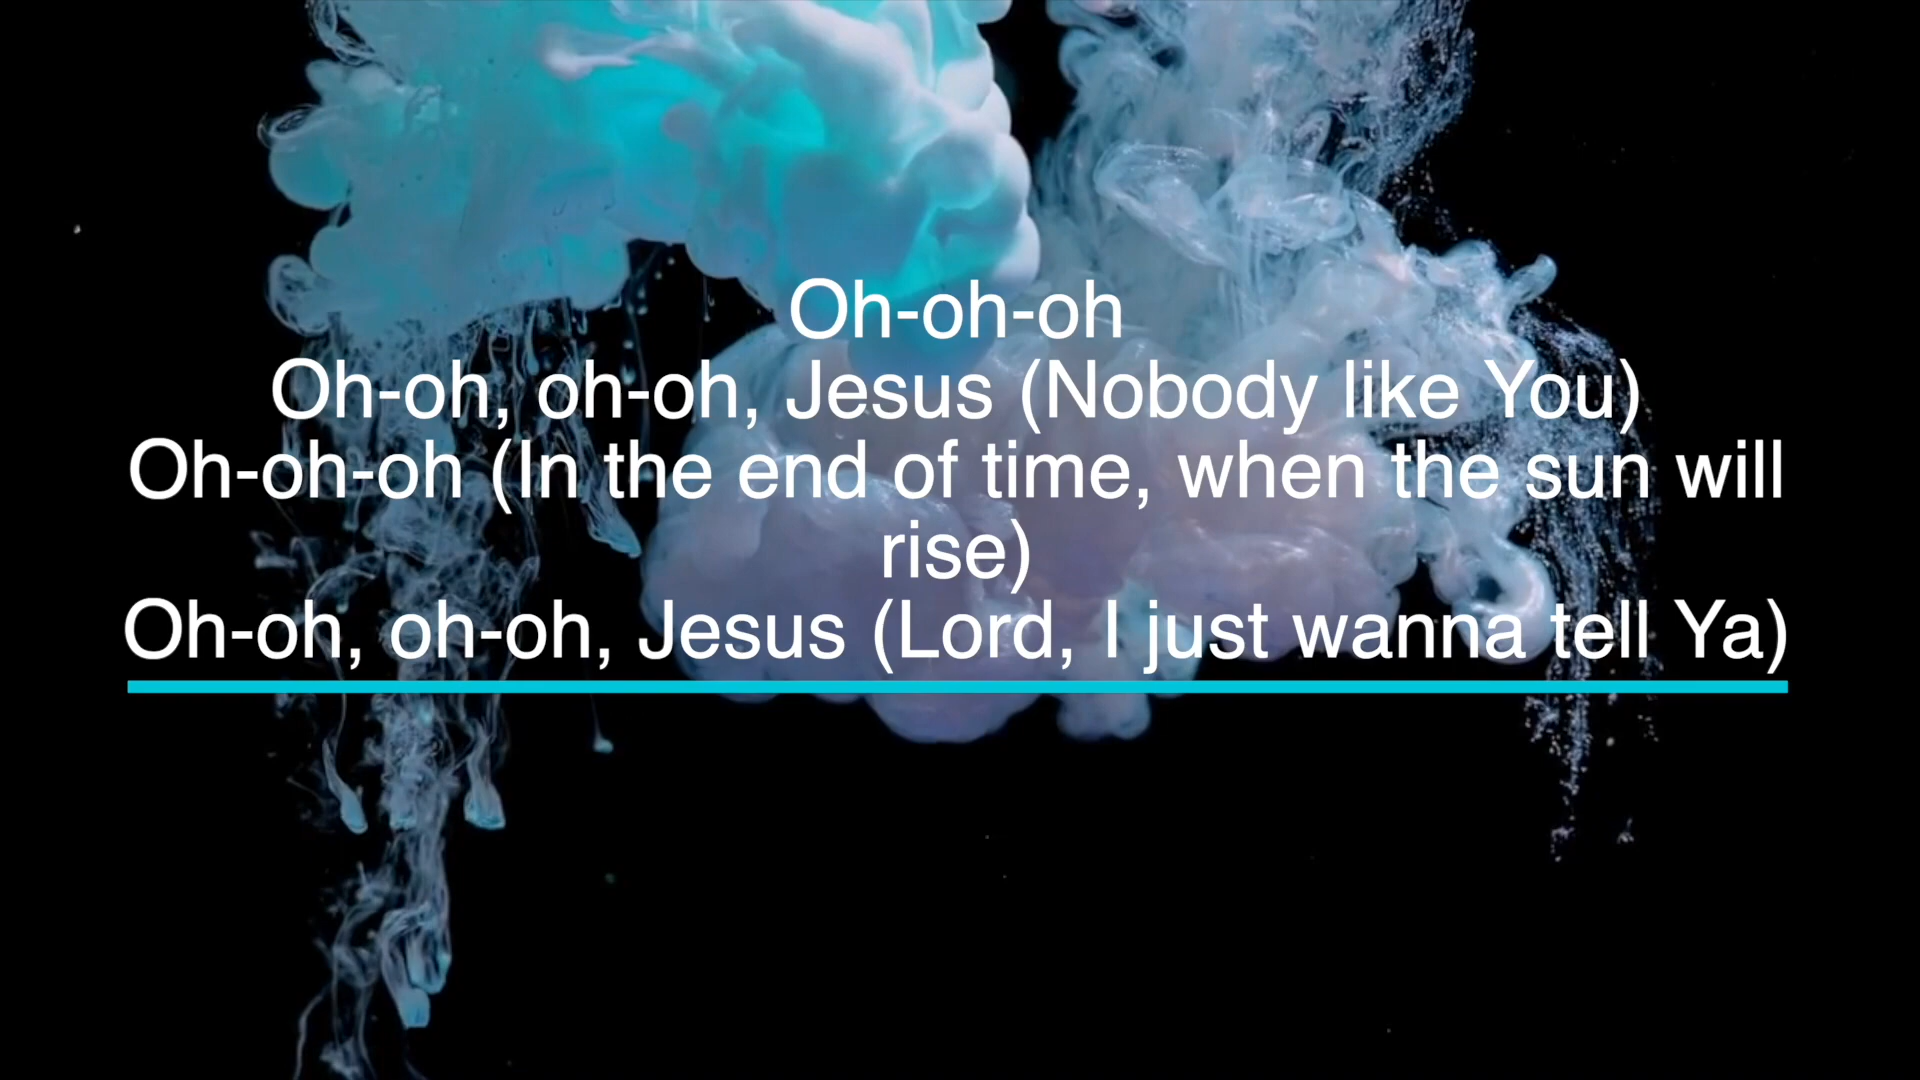 Oh-oh-oh
Oh-oh, oh-oh, Jesus (Nobody like You)
Oh-oh-oh (In the end of time, when the sun will
rise)
Oh-oh, oh-oh, Jesus (Lord, I just wanna tell Ya)